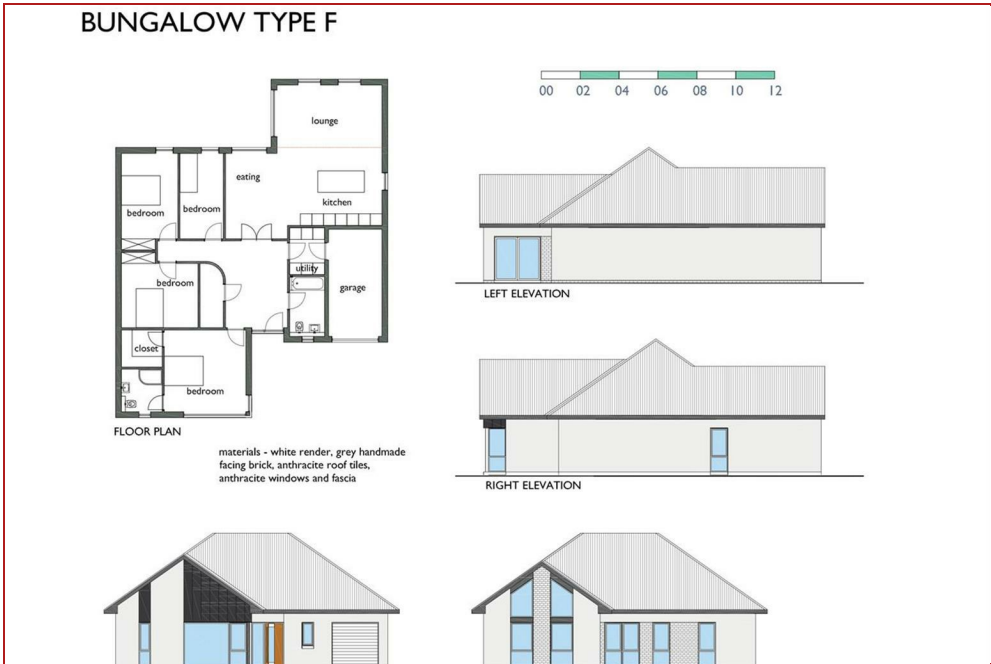 BUNGALOW TYPE F
00 02 04 06 08 10 12
lounge
eating
kitchen
bedroom
bedroom
utility
bedroom
garage
closet
bedroom
FLOOR PLAN
materials - white render, grey handmade
facing brick, anthracite roof tiles,
anthracite windows and fascia
LEFT ELEVATION
RIGHT ELEVATION